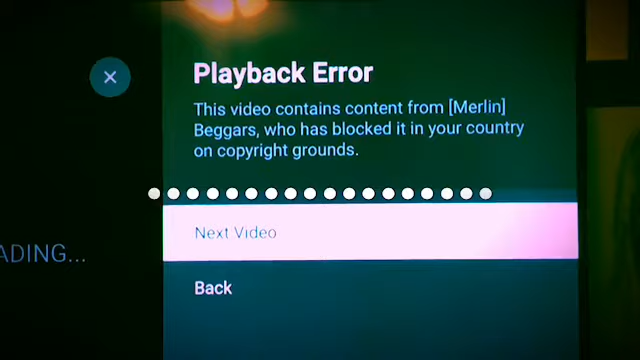 Playback Error
This video contains content from [Merlin]
Beggars, who has blocked it in your country
on copyright grounds.
Next Video
ADING...
Back